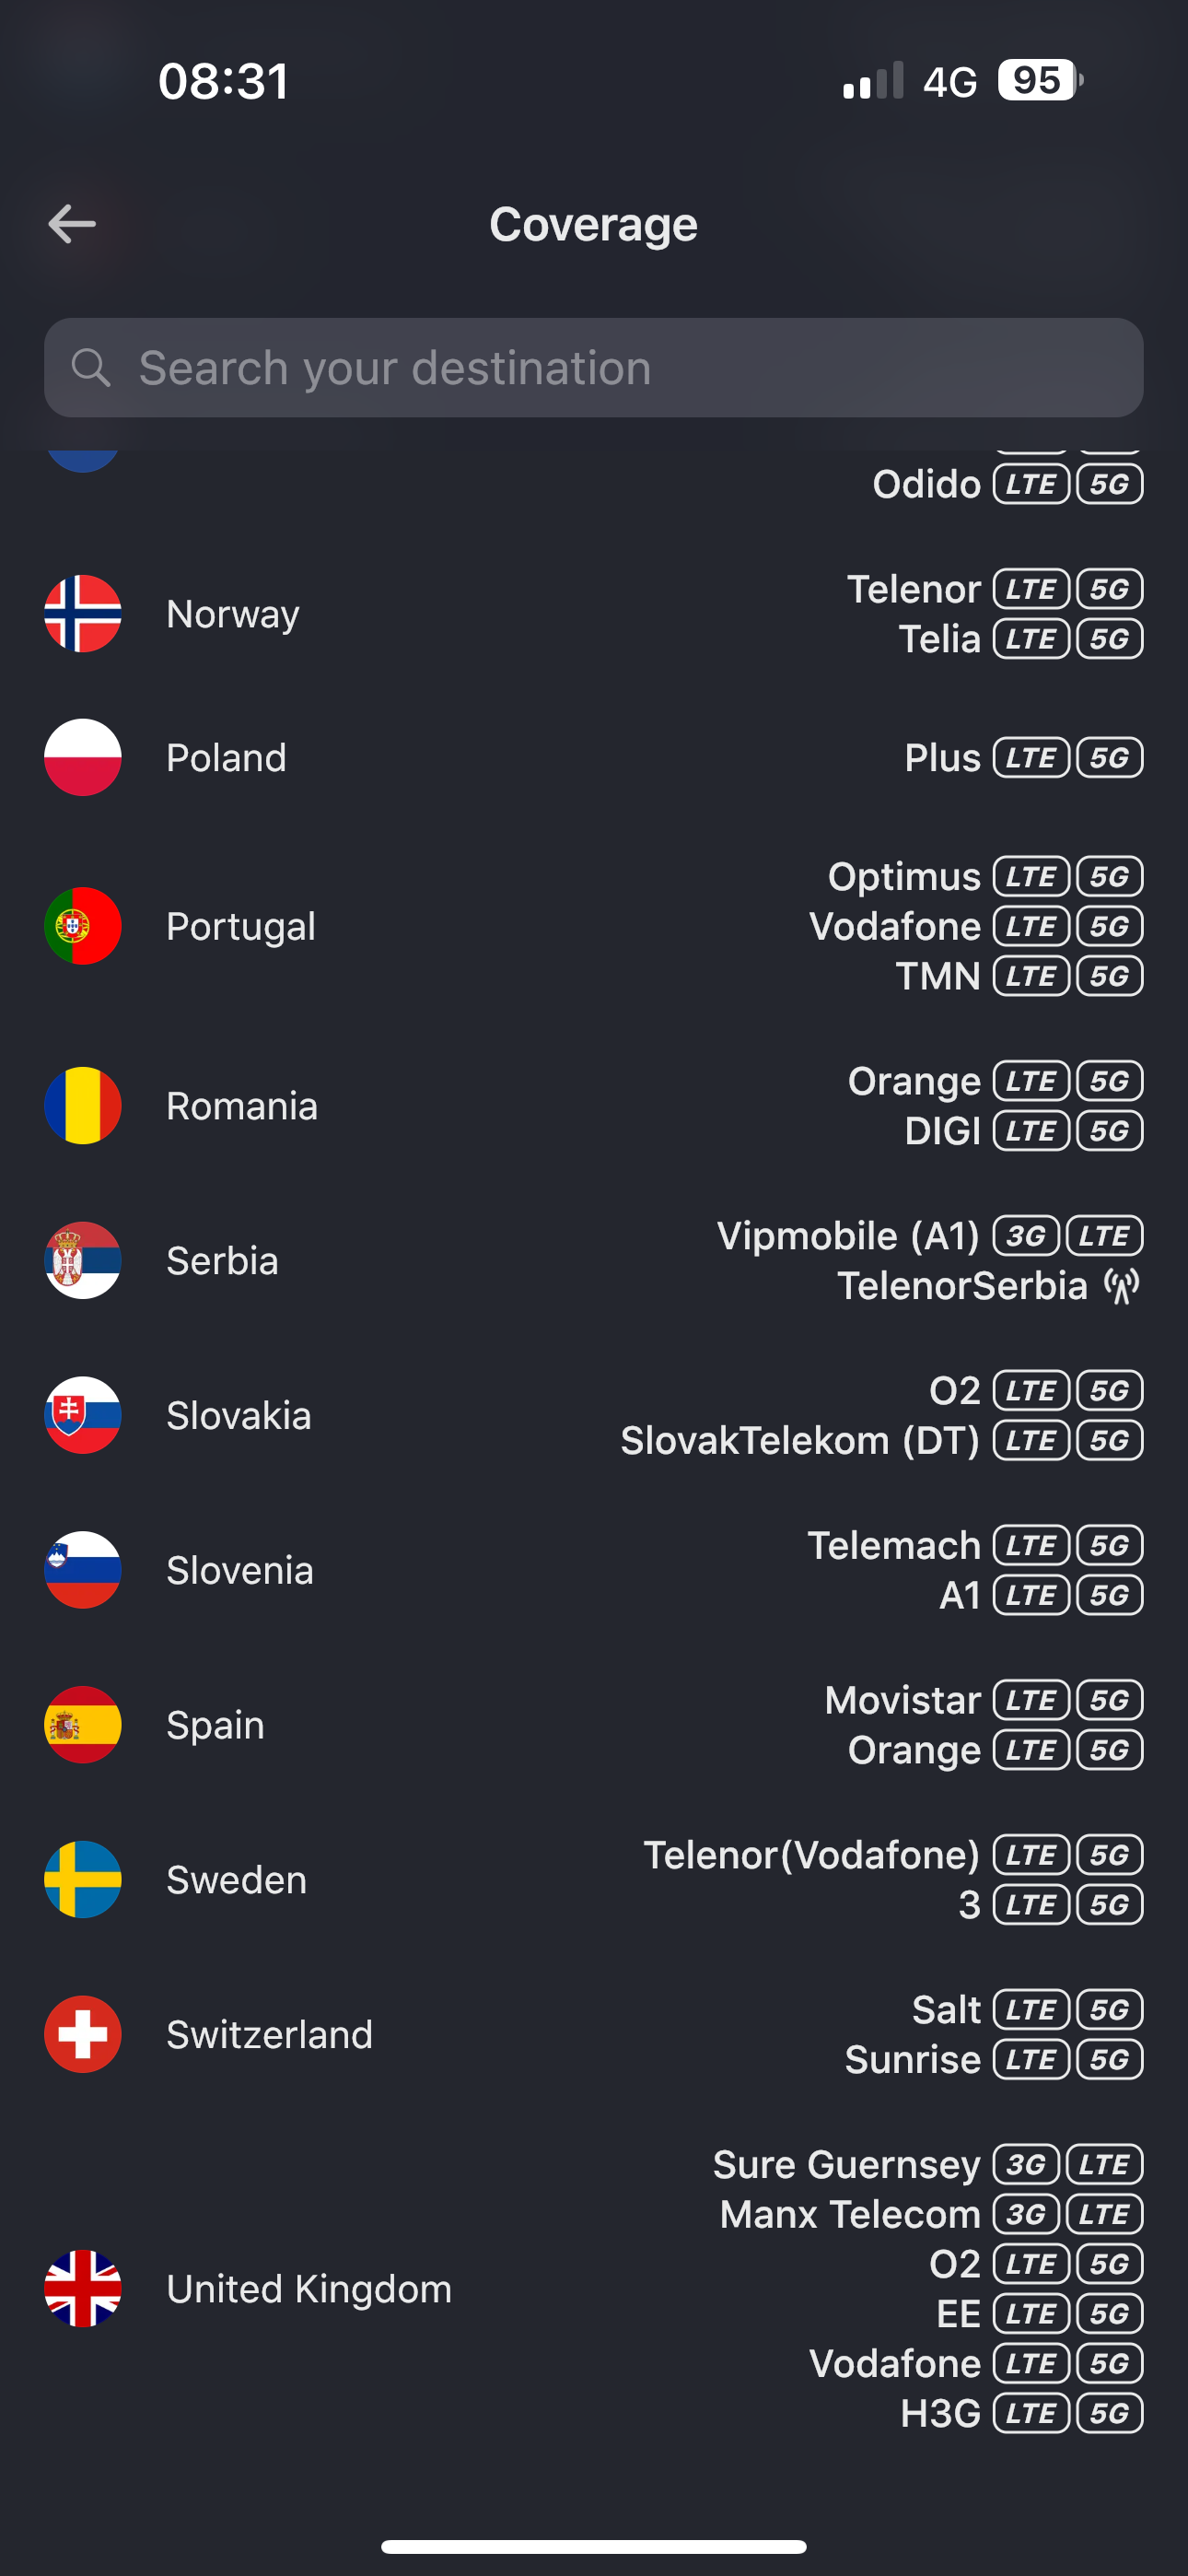 08:31
4G 95
Coverage
Search your destination
Odido LTE 5G
Norway
Telenor LTE 5G
Telia LTE 5G
Poland
Plus LTE 5G
Portugal
Optimus LTE 5G
Vodafone LTE 5G
TMN LTE 5G
Romania
Orange LTE 5G
DIGI LTE 5G
Serbia
Vipmobile (A1) 3G LTE
TelenorSerbia
Slovakia
O2 LTE 5G
SlovakTelekom (DT) LTE 5G
Slovenia
Telemach LTE 5G
A1 LTE 5G
Spain
Movistar LTE 5G
Orange LTE 5G
Sweden
Telenor(Vodafone) LTE 5G
3 LTE 5G
Switzerland
Salt LTE 5G
Sunrise LTE 5G
United Kingdom
Sure Guernsey 3G LTE
Manx Telecom 3G LTE
O2 LTE 5G
EE LTE 5G
Vodafone LTE 5G
H3G LTE 5G